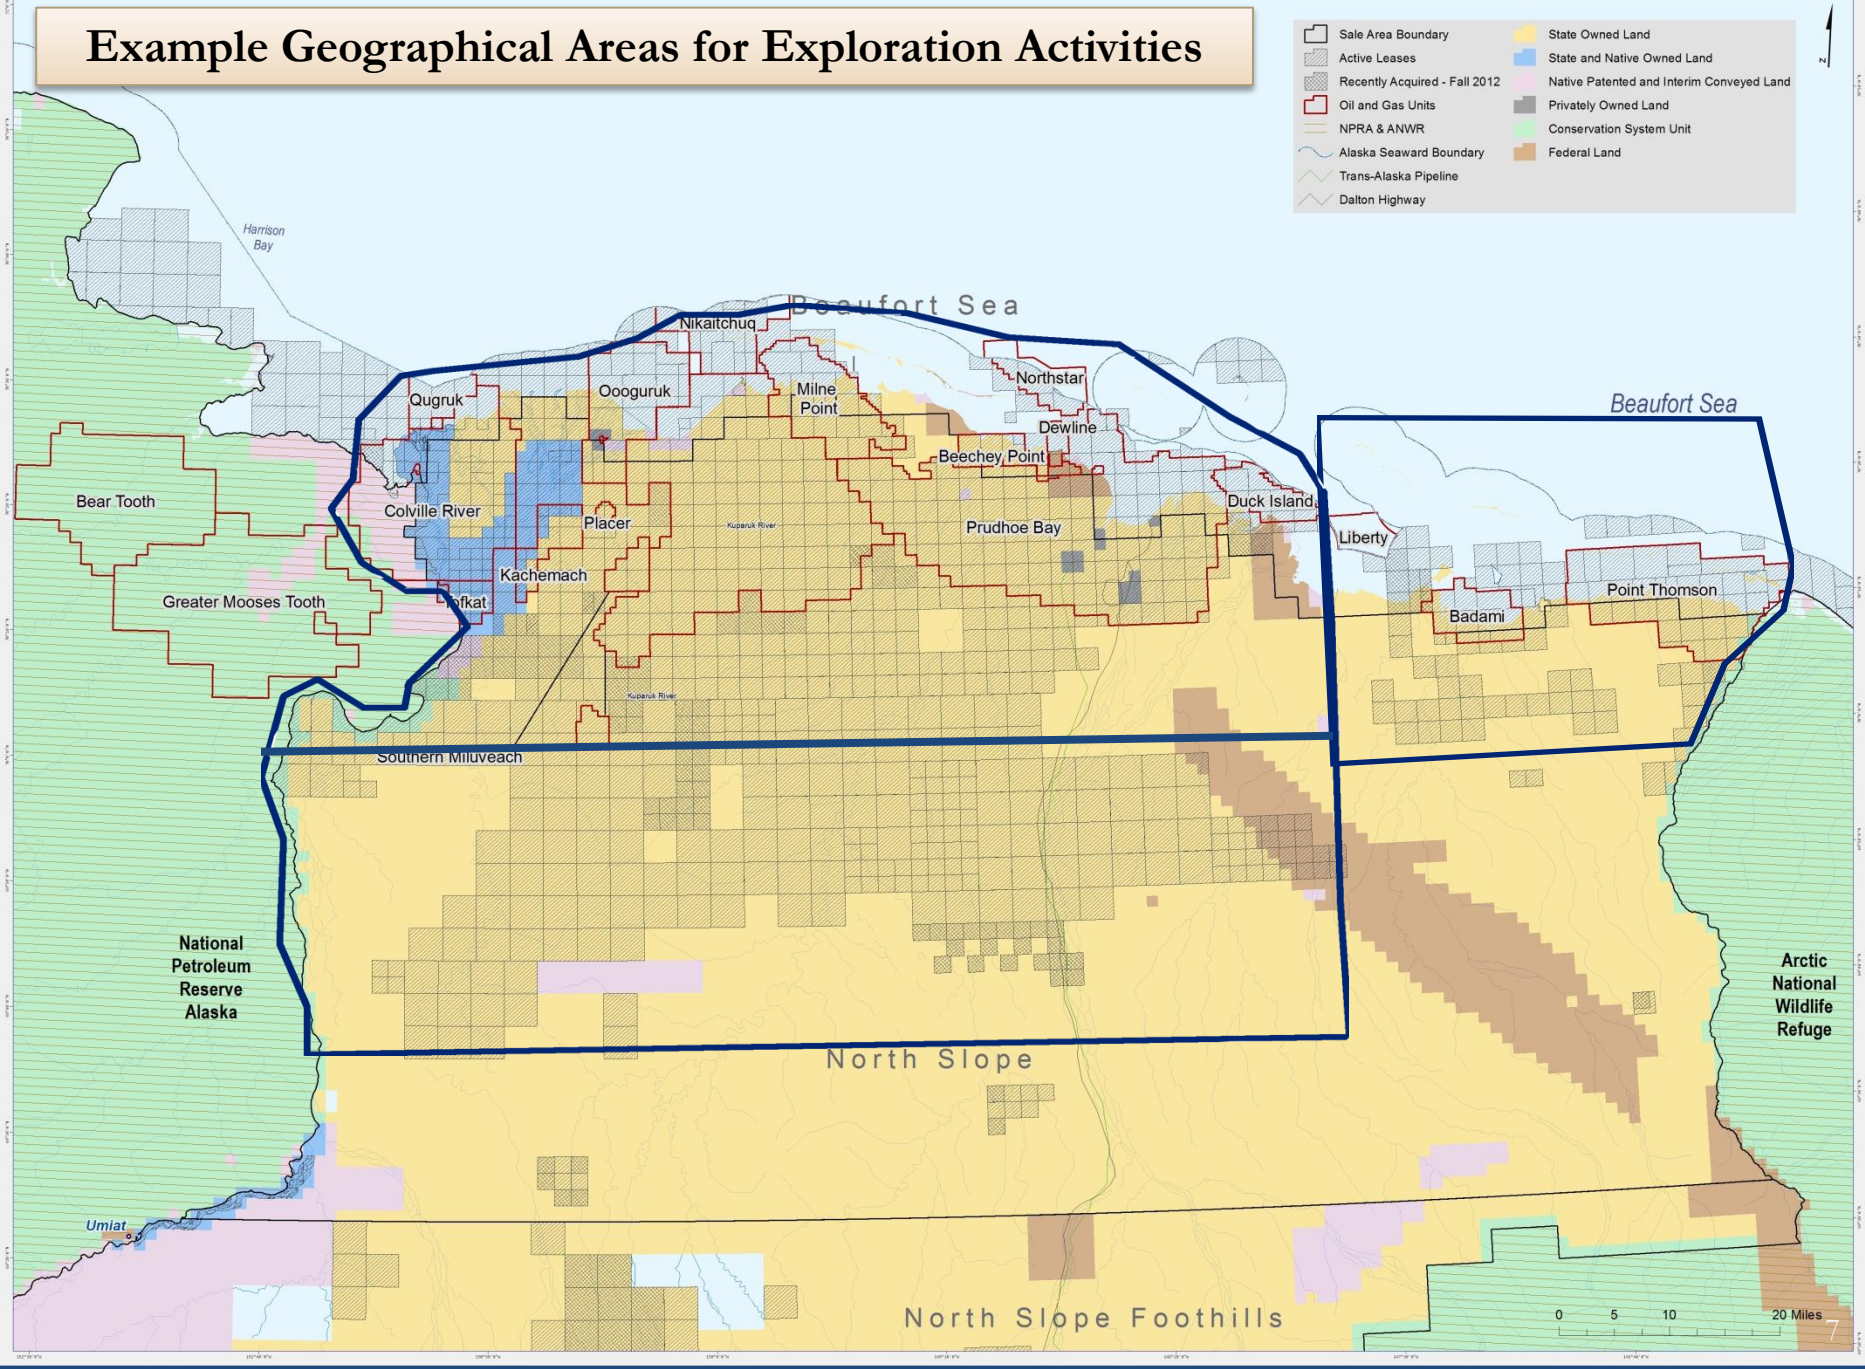 Example Geographical Areas for Exploration Activities
Sale Area Boundary
Active Leases
Recently Acquired - Fall 2012
Oil and Gas Units
NPRA & ANWR
Alaska Seaward Boundary
Trans-Alaska Pipeline
Dalton Highway
State Owned Land
State and Native Owned Land
Native Patented and Interim Conveyed Land
Privately Owned Land
Conservation System Unit
Federal Land
N
Harrison
Bay
Beaufort Sea
Nikaitchuq
Northstar
Oooguruk
Milne
Point
Qugruk
Beaufort Sea
Dewline
Beechey Point
Bear Tooth
Colville River
Placer
Kuparuk River
Prudhoe Bay
Duck Island
Liberty
Kachemach
Greater Mooses Tooth
Tofkat
Badami
Point Thomson
Kuparuk River
Southern Miluveach
National
Petroleum
Reserve
Alaska
Arctic
National
Wildlife
Refuge
North Slope
Umiat
North Slope Foothills
0 5 10 20 Miles
7